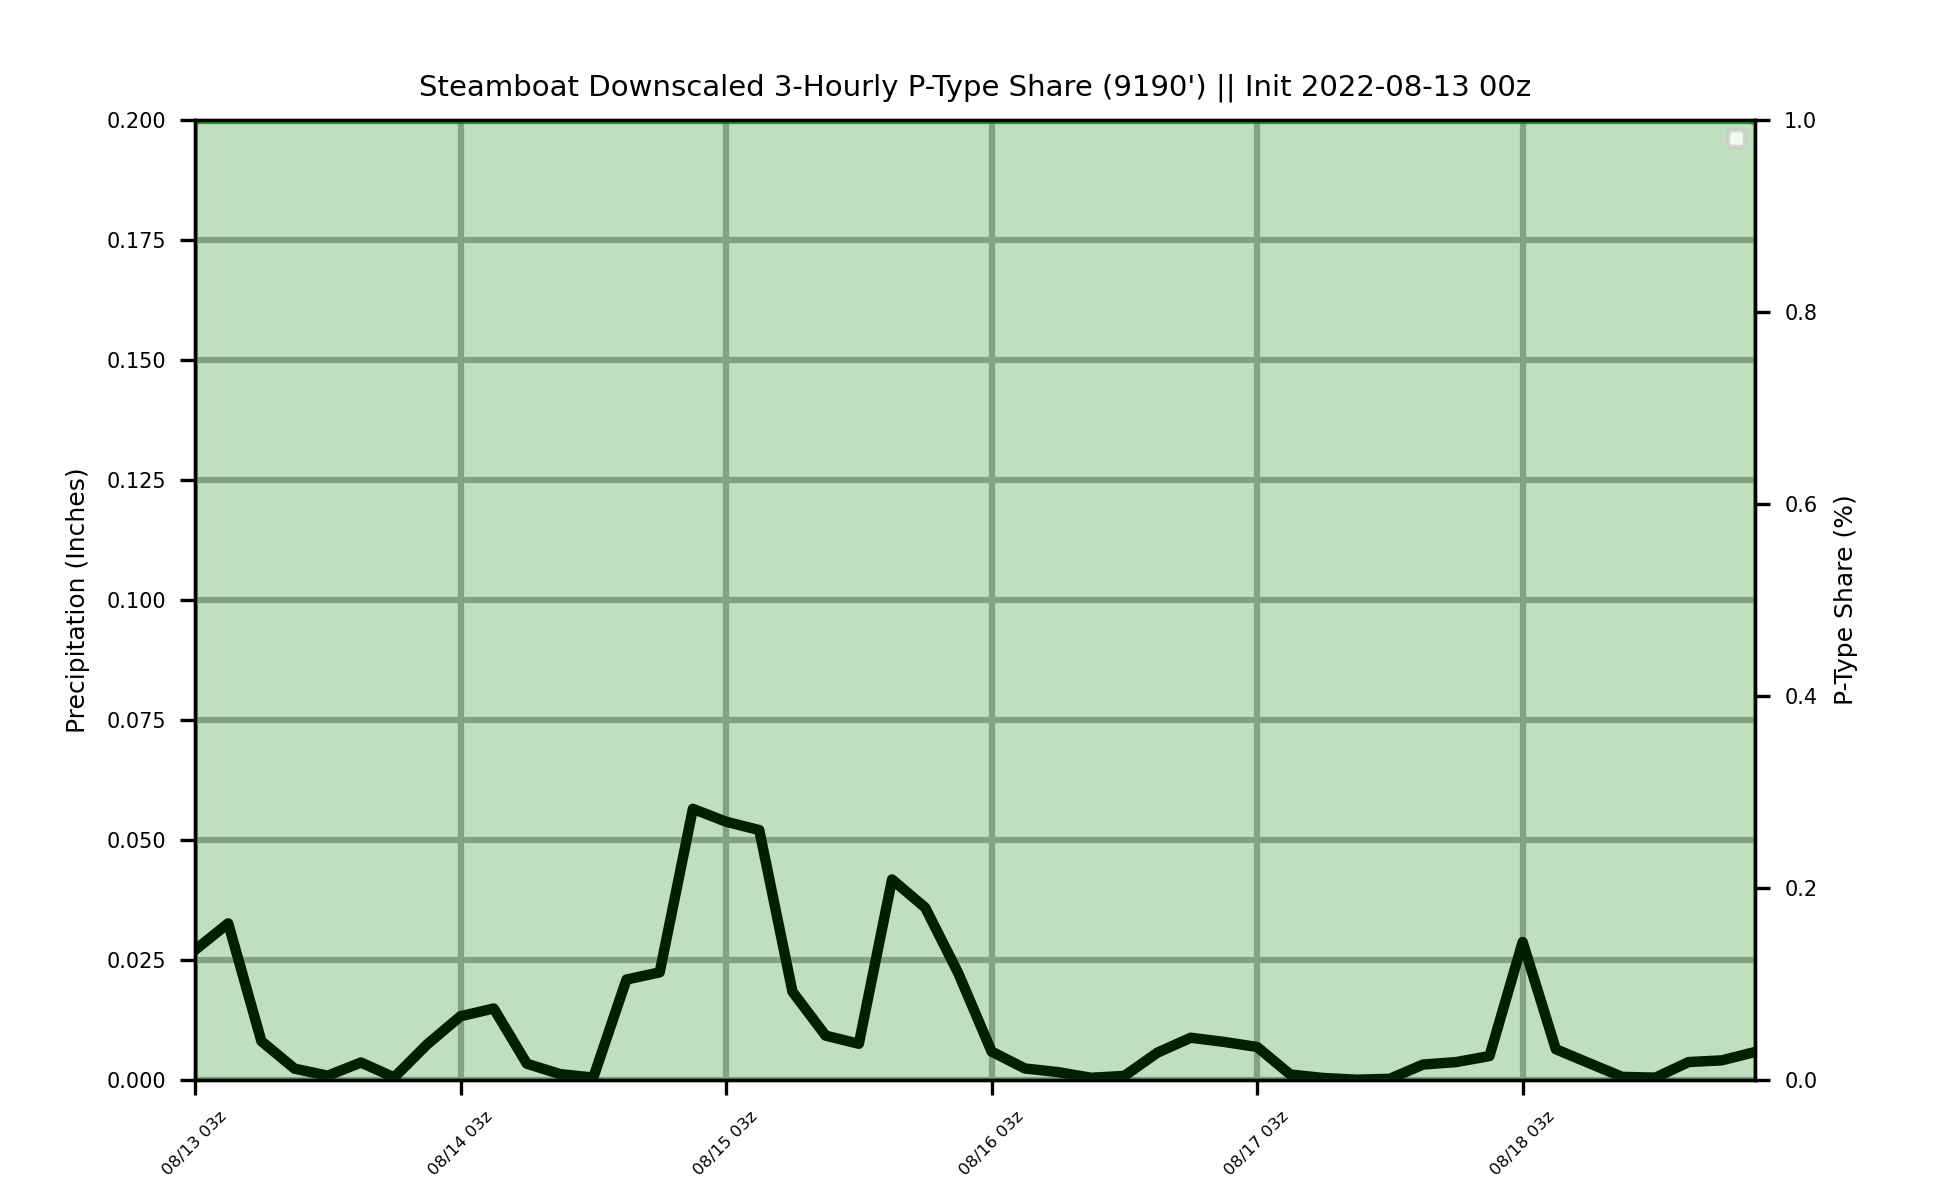 Steamboat Downscaled 3-Hourly P-Type Share (9190') || Init 2022-08-13 00z
0.200
0.175
0.150
0.125
0.100
0.075
0.050
0.025
0.000
Precipitation (Inches)
1.0
0.8
0.6
0.4
0.2
0.0
P-Type Share (%)
08/13 03z
08/14 03z
08/15 03z
08/16 03z
08/17 03z
08/18 03z